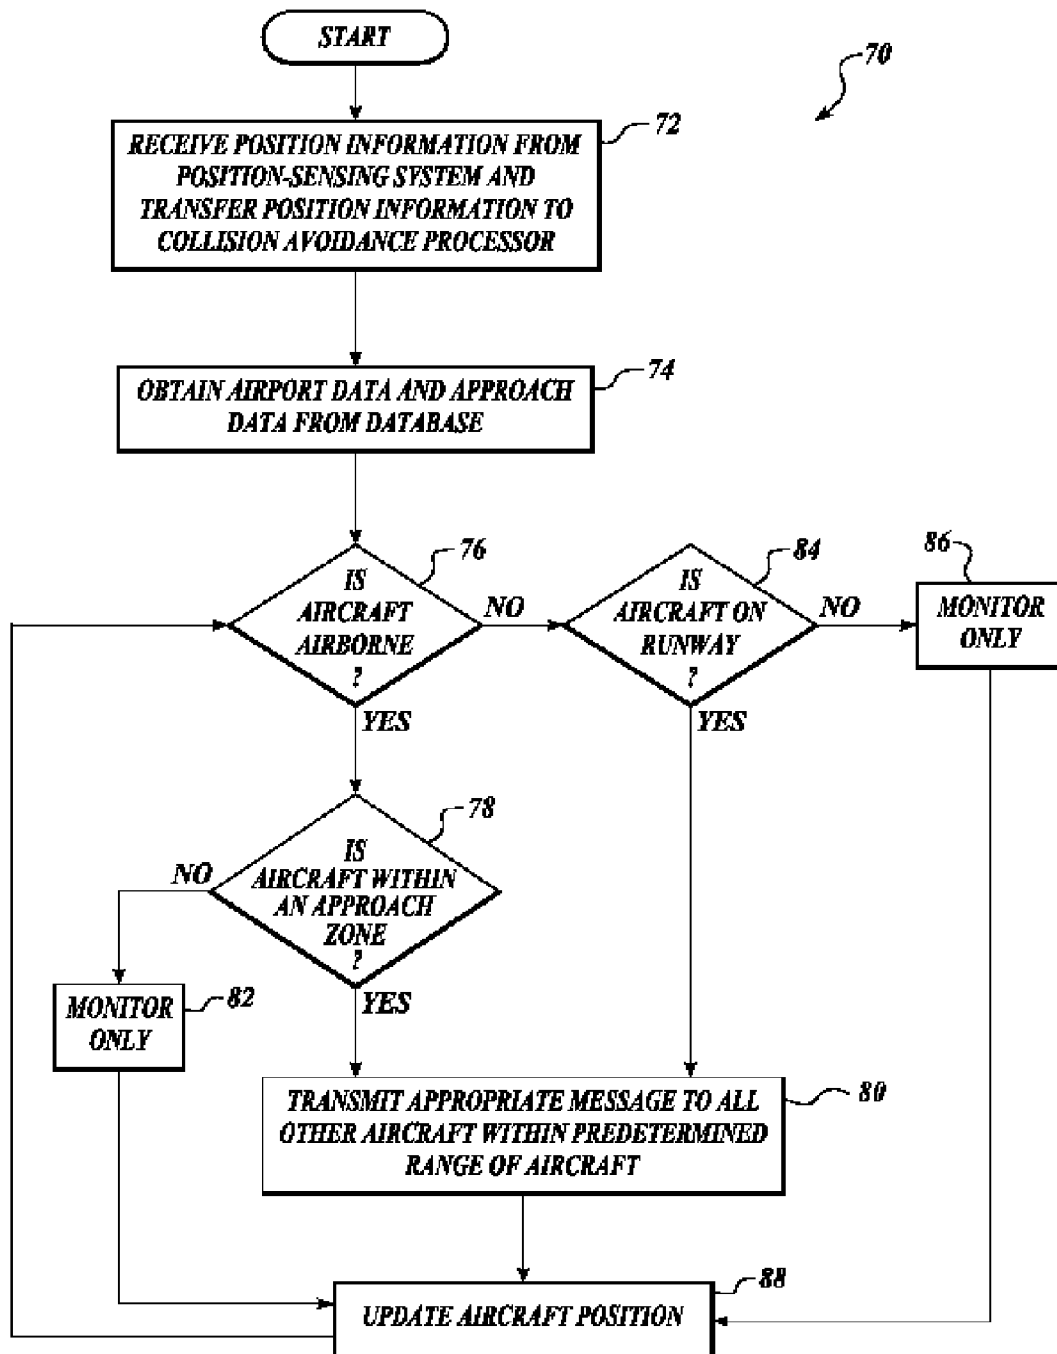 START
70
72
RECEIVE POSITION INFORMATION FROM
POSITION-SENSING SYSTEM AND
TRANSFER POSITION INFORMATION TO
COLLISION AVOIDANCE PROCESSOR
74
OBTAIN AIRPORT DATA AND APPROACH
DATA FROM DATABASE
76
IS
AIRCRAFT
AIRBORNE
?
NO
YES
84
IS
AIRCRAFT ON
RUNWAY
?
NO
YES
86
MONITOR
ONLY
78
IS
AIRCRAFT WITHIN
AN APPROACH
ZONE
?
NO
YES
82
MONITOR
ONLY
80
TRANSMIT APPROPRIATE MESSAGE TO ALL
OTHER AIRCRAFT WITHIN PREDETERMINED
RANGE OF AIRCRAFT
88
UPDATE AIRCRAFT POSITION